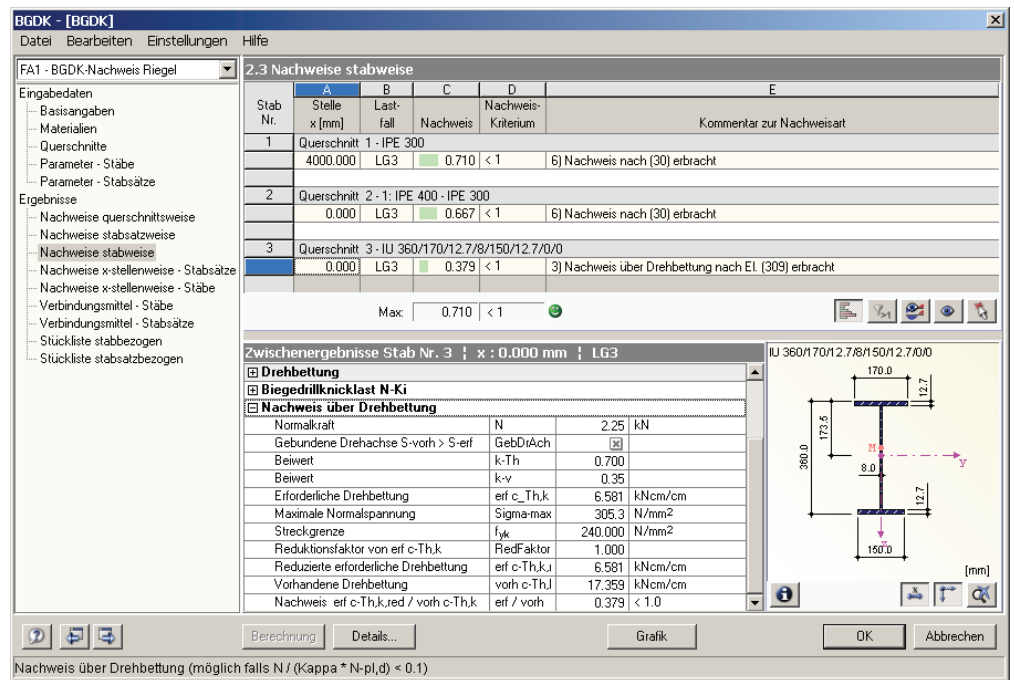 BGDK - [BGDK]
Datei Bearbeiten Einstellungen Hilfe
FA1 - BGDK-Nachweis Riegel
Eingabedaten
Basisangaben
Materialien
Querschnitte
Parameter - Stäbe
Parameter - Stabsätze
Ergebnisse
Nachweise querschnittsweise
Nachweise stabsatzweise
Nachweise stabweise
Nachweise x-stellenweise - Stabsätze
Nachweise x-stellenweise - Stäbe
Verbindungsmittel - Stäbe
Verbindungsmittel - Stabsätze
Stückliste stabbezogen
Stückliste stabsatzbezogen
2.3 Nachweise stabweise
A B C D E
Stab Stelle Last- Nachweis-
Nr. x [mm] fall Nachweis Kriterium Kommentar zur Nachweisart
1 Querschnitt 1 - IPE 300
4000.000 LG3 0.710 < 1 6) Nachweis nach (30) erbracht
2 Querschnitt 2 - 1: IPE 400 - IPE 300
0.000 LG3 0.667 < 1 6) Nachweis nach (30) erbracht
3 Querschnitt 3 - IU 360/170/12.7/8/150/12.7/0/0
0.000 LG3 0.379 < 1 3) Nachweis über Drehbettung nach El. (309) erbracht
Max: 0.710 < 1
Zwischenergebnisse Stab Nr. 3 ¦ x : 0.000 mm ¦ LG3
Drehbettung
Biegedrillknicklast N-Ki
Nachweis über Drehbettung
Normalkraft N 2.25 kN
Gebundene Drehachse S-vorh > S-erf GebDrAch
Beiwert k-Th 0.700
Beiwert k-v 0.35
Erforderliche Drehbettung erf c_Th,k 6.581 kNcm/cm
Maximale Normalspannung Sigma-max 305.3 N/mm2
Streckgrenze fyk 240.000 N/mm2
Reduktionsfaktor von erf c-Th,k RedFaktor 1.000
Reduzierte erforderliche Drehbettung erf c-Th,k,r 6.581 kNcm/cm
Vorhandene Drehbettung vorh c-Th,l 17.359 kNcm/cm
Nachweis erf c-Th,k,red / vorh c-Th,k erf / vorh 0.379 < 1.0
IU 360/170/12.7/8/150/12.7/0/0
170.0
12.7
173.5
360.0
M
8.0
y
12.7
z
150.0
[mm]
Berechnung Details... Grafik OK Abbrechen
Nachweis über Drehbettung (möglich falls N / (Kappa * N-pl,d) < 0.1)